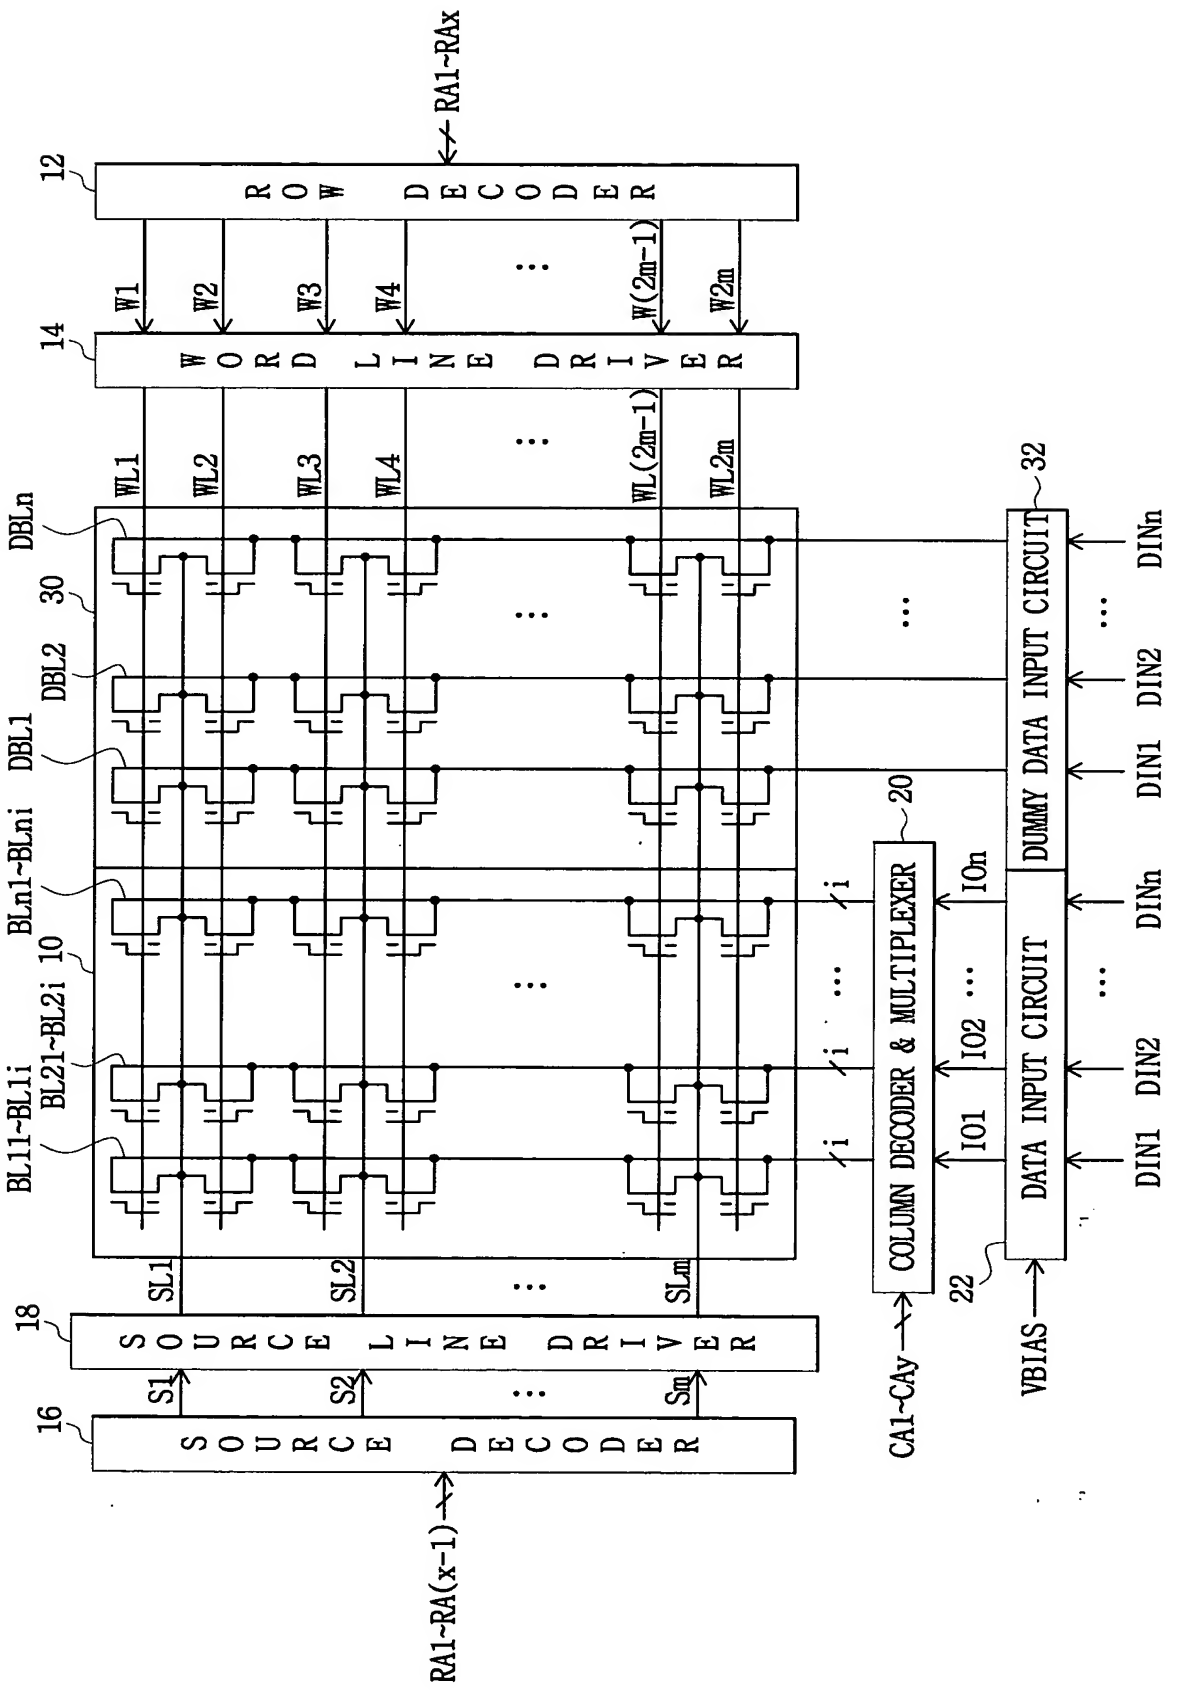 RA1~RAx
12
ROW DECODER
W1
W2
W3
W4
...
W(2m-1)
W2m
14
WORD LINE DRIVER
WL1
WL2
WL3
WL4
...
WL(2m-1)
WL2m
DBLn
30
DBL2
DBL1
BLn1~BLni
10
BL21~BL2i
BL11~BL1i
...
...
SL1
SL2
...
SLm
18
SOURCE LINE DRIVER
S1
S2
...
Sm
16
SOURCE DECODER
RA1~RA(x-1)
i
i
...
i
...
20
COLUMN DECODER & MULTIPLEXER
CA1~CAy
IO1
IO2
...
IOn
22
DATA INPUT CIRCUIT
VBIAS
32
DUMMY DATA INPUT CIRCUIT
DIN1
DIN2
...
DINn
DIN1
DIN2
...
DINn